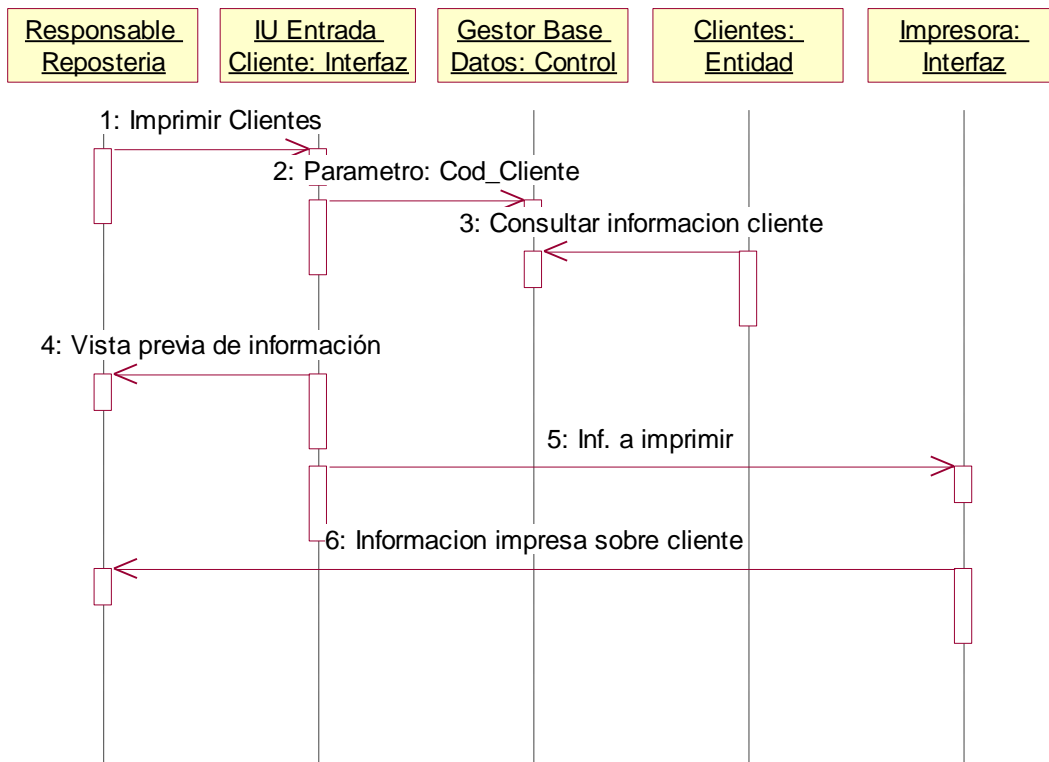 Responsable
Reposteria
IU Entrada
Cliente: Interfaz
Gestor Base
Datos: Control
Clientes:
Entidad
Impresora:
Interfaz
1: Imprimir Clientes
2: Parametro: Cod_Cliente
3: Consultar informacion cliente
4: Vista previa de información
5: Inf. a imprimir
6: Informacion impresa sobre cliente